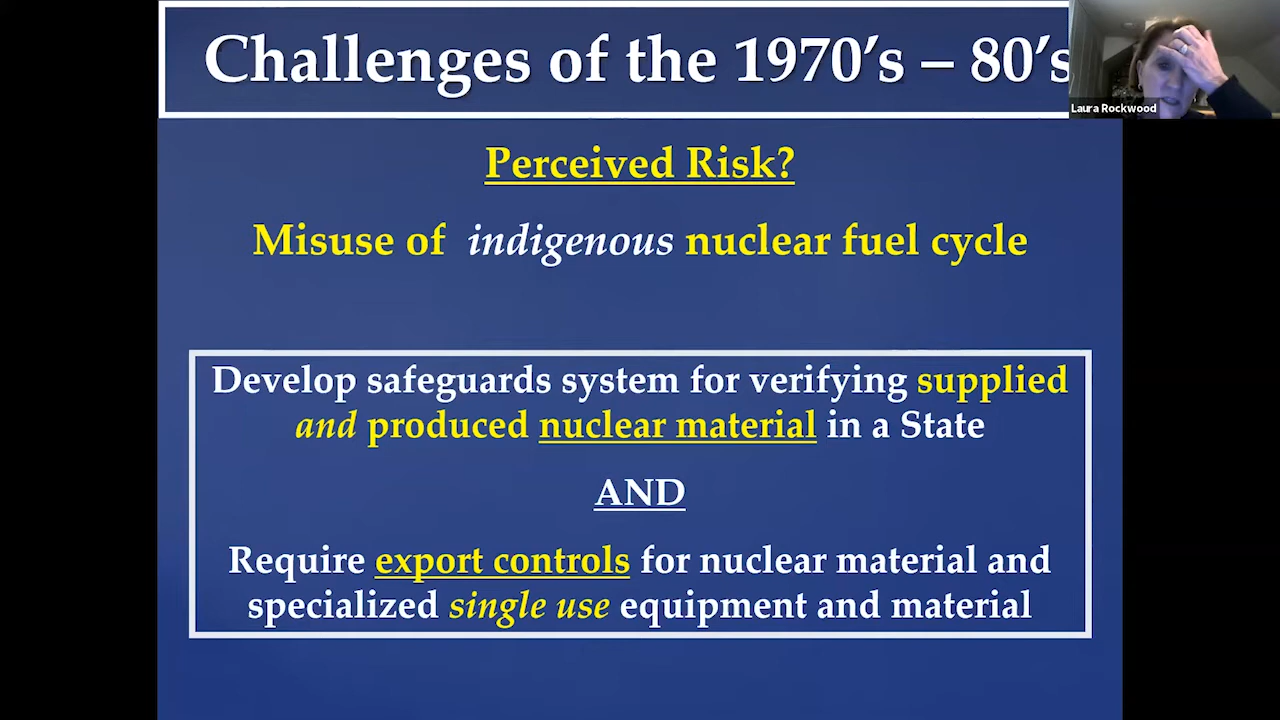 Challenges of the 1970’s – 80’s
Laura Rockwood
Perceived Risk?
Misuse of indigenous nuclear fuel cycle
Develop safeguards system for verifying supplied
and produced nuclear material in a State
AND
Require export controls for nuclear material and
specialized single use equipment and material